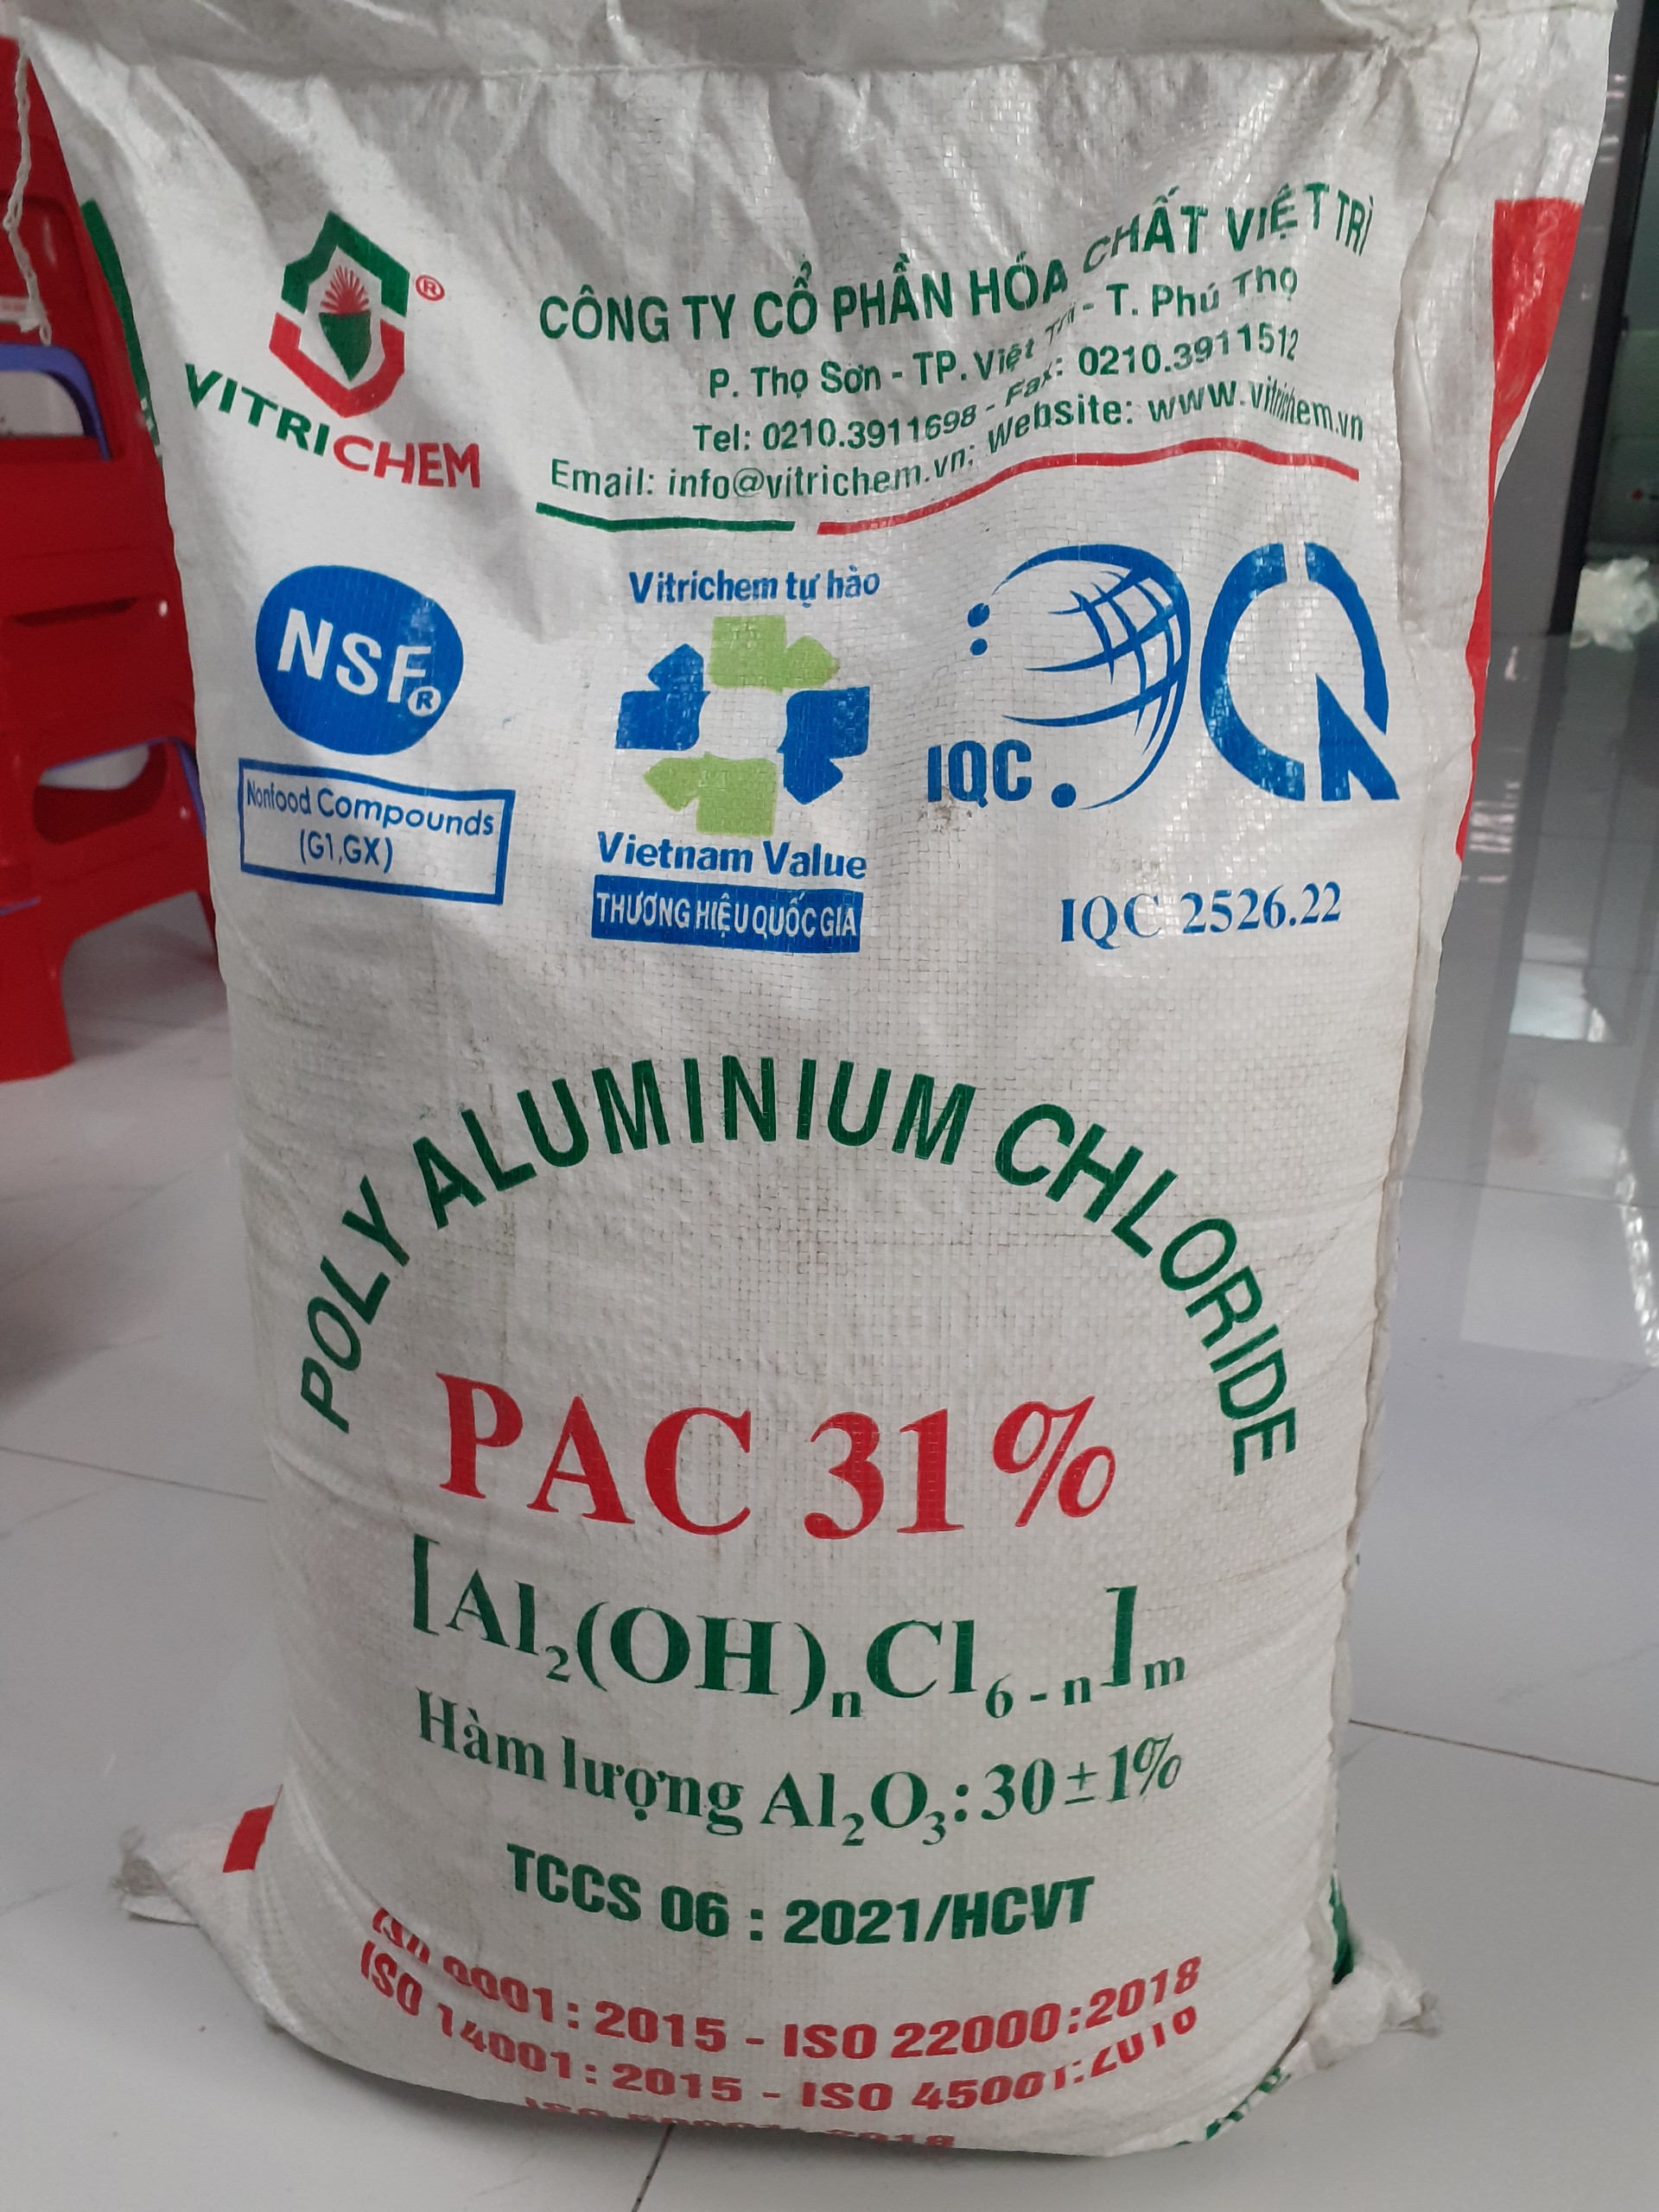 VITRICHEM ®
CÔNG TY CỔ PHẦN HÓA CHẤT VIỆT TRÌ
P. Thọ Sơn - TP. Việt Trì - T. Phú Thọ
Tel: 0210.3911698 - Fax: 0210.3911512
Email: info@vitrichem.vn; Website: www.vitrichem.vn
NSF®
Nonfood Compounds
(G1,GX)
Vitrichem tự hào
Vietnam Value
THƯƠNG HIỆU QUỐC GIA
IQC
IQC 2526.22
POLY ALUMINIUM CHLORIDE
PAC 31%
[Al₂(OH)ₙCl₆₋ₙ]ₘ
Hàm lượng Al₂O₃: 30±1%
TCCS 06 : 2021/HCVT
ISO 9001: 2015 - ISO 22000:2018
ISO 14001: 2015 - ISO 45001:2018